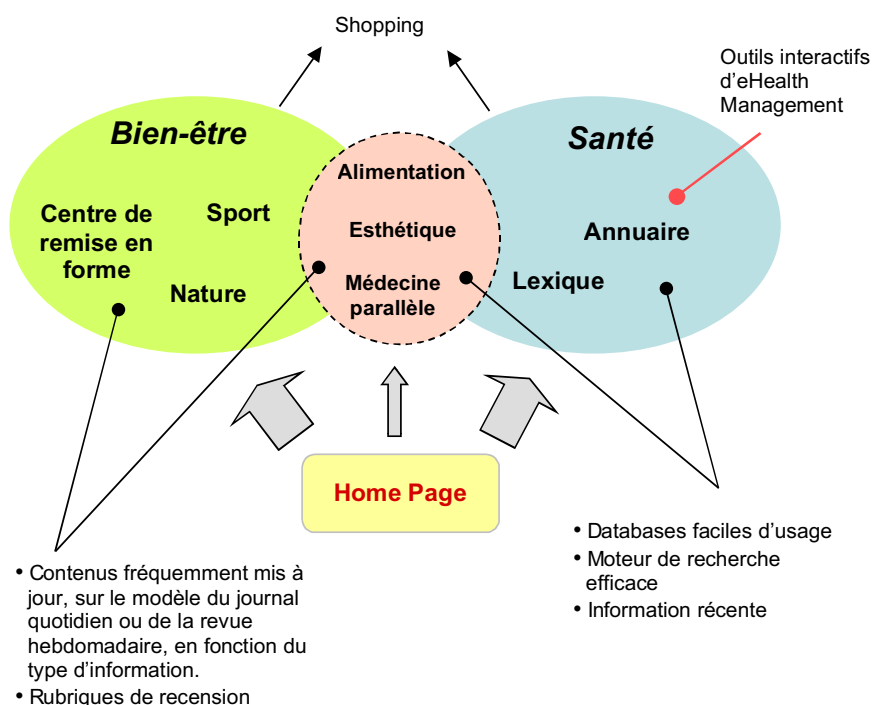 Shopping
Outils interactifs
d'eHealth
Management
Bien-être
Santé
Alimentation
Centre de
remise en
forme
Sport
Esthétique
Annuaire
Nature
Médecine
parallèle
Lexique
Home Page
• Databases faciles d'usage
• Moteur de recherche
efficace
• Information récente
• Contenus fréquemment mis à
jour, sur le modèle du journal
quotidien ou de la revue
hebdomadaire, en fonction du
type d'information.
• Rubriques de recension